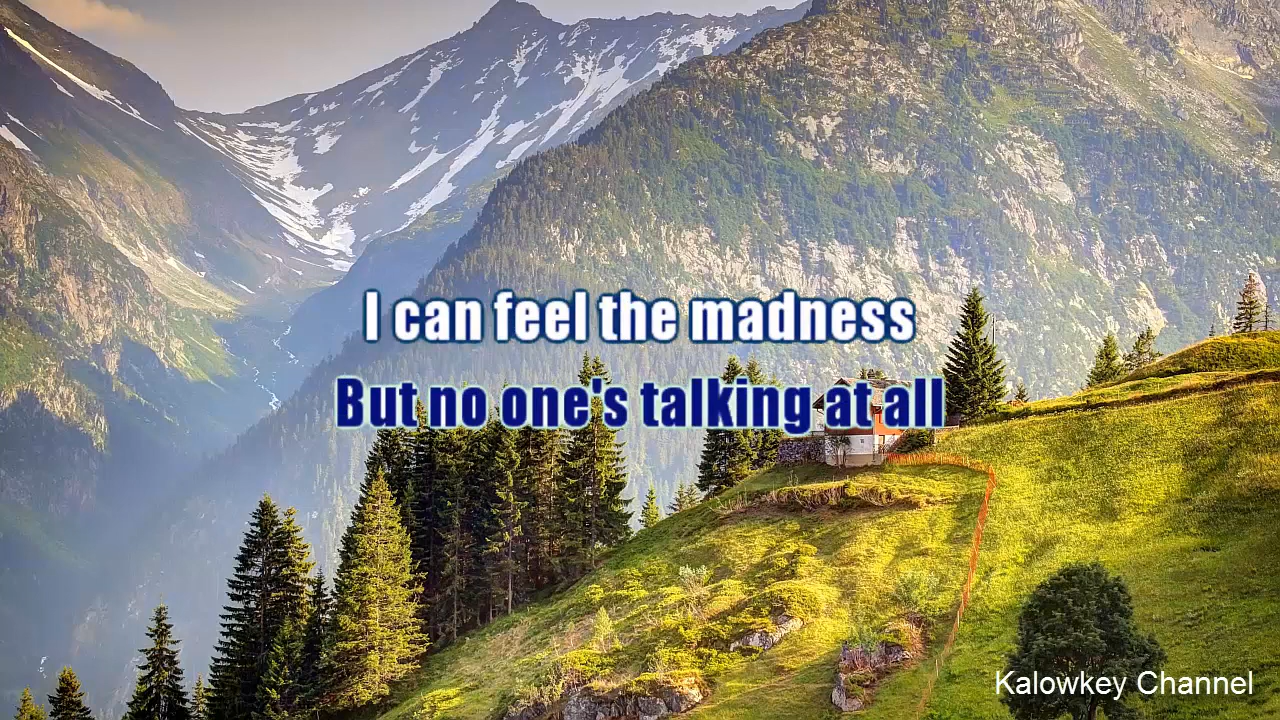 I can feel the madness
But no one's talking at all
Kalowkey Channel